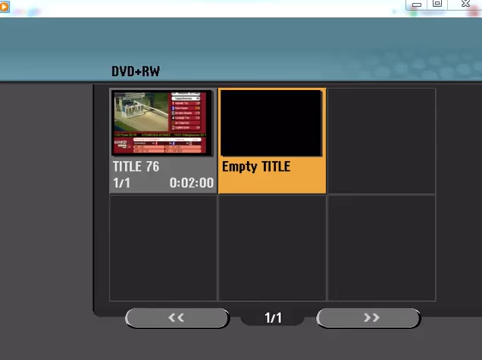 DVD+RW
TITLE 76
1/1 0:02:00
Empty TITLE
<< 1/1 >>